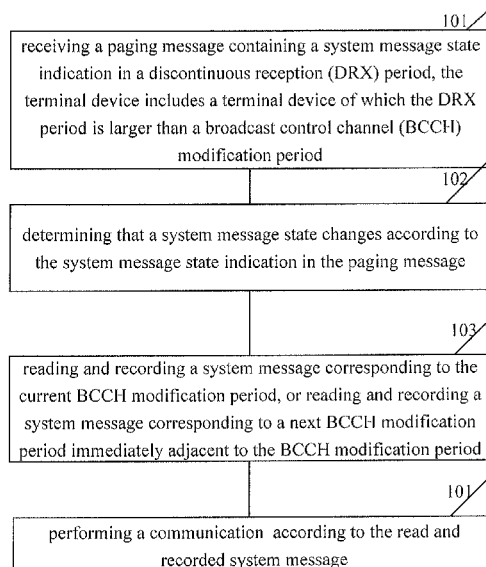 101
receiving a paging message containing a system message state
indication in a discontinuous reception (DRX) period, the
terminal device includes a terminal device of which the DRX
period is larger than a broadcast control channel (BCCH)
modification period
102
determining that a system message state changes according to
the system message state indication in the paging message
103
reading and recording a system message corresponding to the
current BCCH modification period, or reading and recording a
system message corresponding to a next BCCH modification
period immediately adjacent to the BCCH modification period
101
performing a communication according to the read and
recorded system message